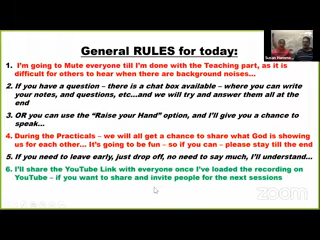 General RULES for today:
1. I'm going to Mute everyone till I'm done with the Teaching part, as it is
difficult for others to hear when there are background noises...
2. If you have a question – there is a chat box available – where you can write
your notes, and questions, etc...and we will try and answer them all at the
end
3. OR you can use the "Raise your Hand" option, and I'll give you a chance to
speak...
4. During the Practicals – we will all get a chance to share what God is showing
us for each other... It's going to be fun – so if you can – please stay till the end
5. If you need to leave early, just drop off, no need to say much, I'll understand...
6. I'll share the YouTube Link with everyone once I've loaded the recording on
YouTube – if you want to share and invite people for the next sessions
zoom